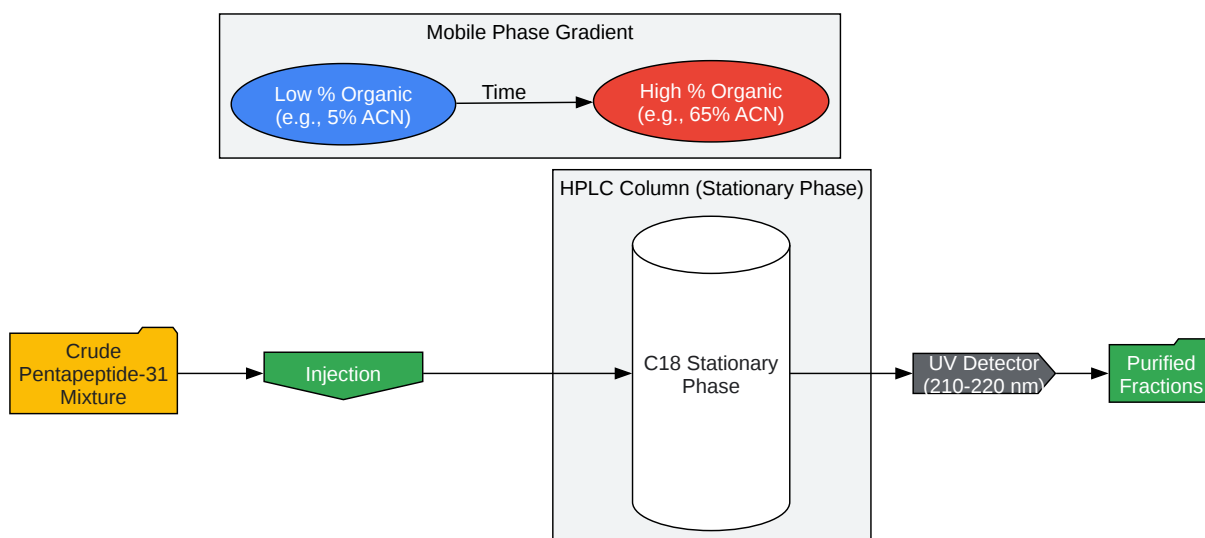 Mobile Phase Gradient
Low % Organic
(e.g., 5% ACN)
Time
High % Organic
(e.g., 65% ACN)
HPLC Column (Stationary Phase)
Crude
Pentapeptide-31
Mixture
Injection
C18 Stationary
Phase
UV Detector
(210-220 nm)
Purified
Fractions